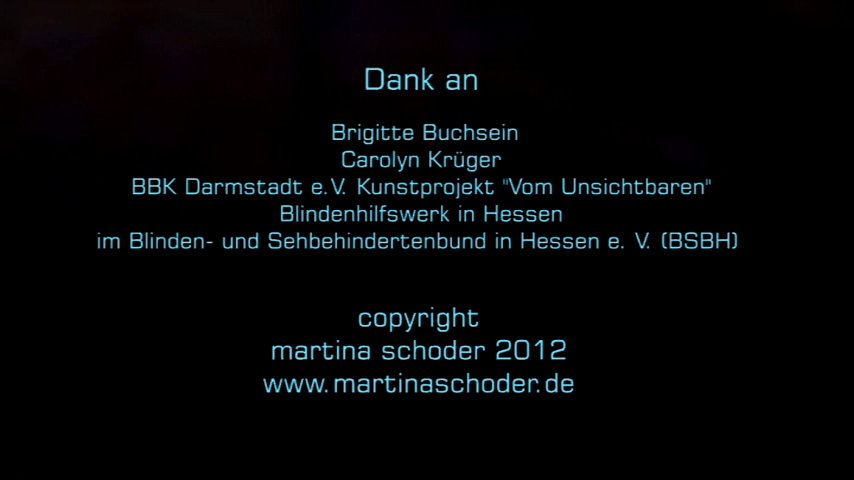 Dank an
Brigitte Buchsein
Carolyn Krüger
BBK Darmstadt e.V. Kunstprojekt "Vom Unsichtbaren"
Blindenhilfswerk in Hessen
im Blinden- und Sehbehindertenbund in Hessen e. V. (BSBH)
copyright
martina schoder 2012
www.martinaschoder.de